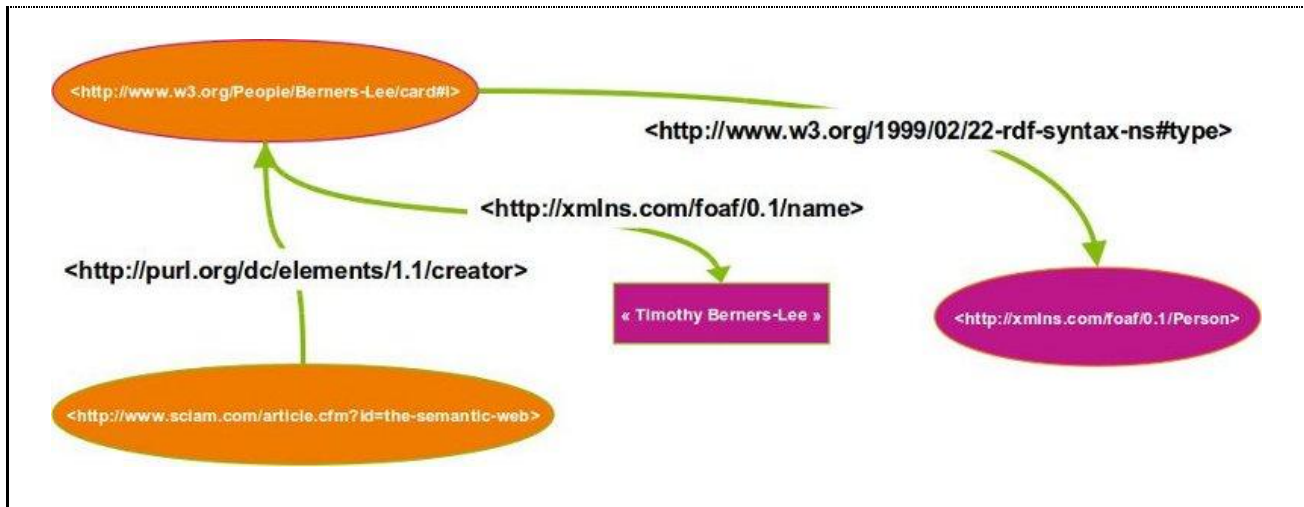 <http://www.w3.org/People/Berners-Lee/card#I>
<http://www.w3.org/1999/02/22-rdf-syntax-ns#type>
<http://xmlns.com/foaf/0.1/name>
<http://purl.org/dc/elements/1.1/creator>
« Timothy Berners-Lee »
<http://xmlns.com/foaf/0.1/Person>
<http://www.sciam.com/article.cfm?id=the-semantic-web>